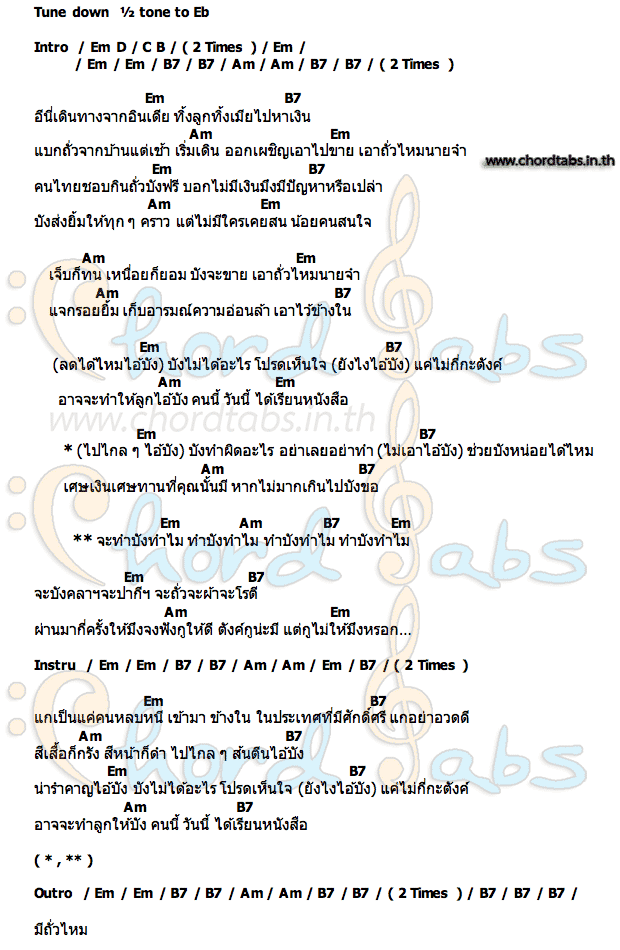 Tune down ½ tone to Eb
Intro / Em D / C B / ( 2 Times ) / Em /
/ Em / Em / B7 / B7 / Am / Am / B7 / B7 / ( 2 Times )
Em B7
อีนี่เดินทางจากอินเดีย ทิ้งลูกทิ้งเมียไปหาเงิน
Am Em
แบกถั่วจากบ้านแต่เช้า เริ่มเดิน ออกเผชิญเอาไปขาย เอาถั่วไหมนายจ๋า
www.chordtabs.in.th
Em B7
คนไทยชอบกินถั่วบังฟรี บอกไม่มีเงินมึงมีปัญหาหรือเปล่า
Am Em
บังส่งยิ้มให้ทุก ๆ คราว แต่ไม่มีใครเคยสน น้อยคนสนใจ
Am Em
เจ็บก็ทน เหนื่อยก็ยอม บังจะขาย เอาถั่วไหมนายจ๋า
Am B7
แจกรอยยิ้ม เก็บอารมณ์ความอ่อนล้า เอาไว้ข้างใน
Chord Tabs
Em B7
(ลดได้ไหมไอ้บัง) บังไม่ได้อะไร โปรดเห็นใจ (ยังไงไอ้บัง) แค่ไม่กี่กะตังค์
Am Em
อาจจะทำให้ลูกไอ้บัง คนนี้ วันนี้ ได้เรียนหนังสือ
www.chordtabs.in.th
Em B7
* (ไปไกล ๆ ไอ้บัง) บังทำผิดอะไร อย่าเลยอย่าทำ (ไม่เอาไอ้บัง) ช่วยบังหน่อยได้ไหม
Am B7
เศษเงินเศษทานที่คุณนั้นมี หากไม่มากเกินไปบังขอ
Em Am B7 Em
** จะทำบังทำไม ทำบังทำไม ทำบังทำไม ทำบังทำไม
Chord Tabs
Em B7
จะบังคลาฯจะปากีฯ จะถั่วจะผ้าจะโรตี
Am Em
ผ่านมากี่ครั้งให้มึงจงฟังกูให้ดี ตังค์กูน่ะมี แต่กูไม่ให้มึงหรอก...
Instru / Em / Em / B7 / B7 / Am / Am / Em / B7 / ( 2 Times )
Em B7
แกเป็นแค่คนหลบหนี เข้ามา ข้างใน ในประเทศที่มีศักดิ์ศรี แกอย่าอวดดี
Am B7
สีเสื้อก็กรัง สีหน้าก็ดำ ไปไกล ๆ ส้นตีนไอ้บัง
Chord Tabs
Em B7
น่ารำคาญไอ้บัง บังไม่ได้อะไร โปรดเห็นใจ (ยังไงไอ้บัง) แค่ไม่กี่กะตังค์
Am B7
อาจจะทำลูกให้บัง คนนี้ วันนี้ ได้เรียนหนังสือ
( * , ** )
Outro / Em / Em / B7 / B7 / Am / Am / B7 / B7 / ( 2 Times ) / B7 / B7 / B7 /
มีถั่วไหม